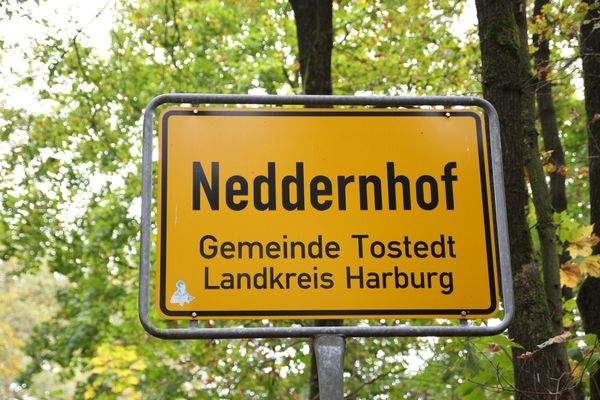 Neddernhof
Gemeinde Tostedt
Landkreis Harburg